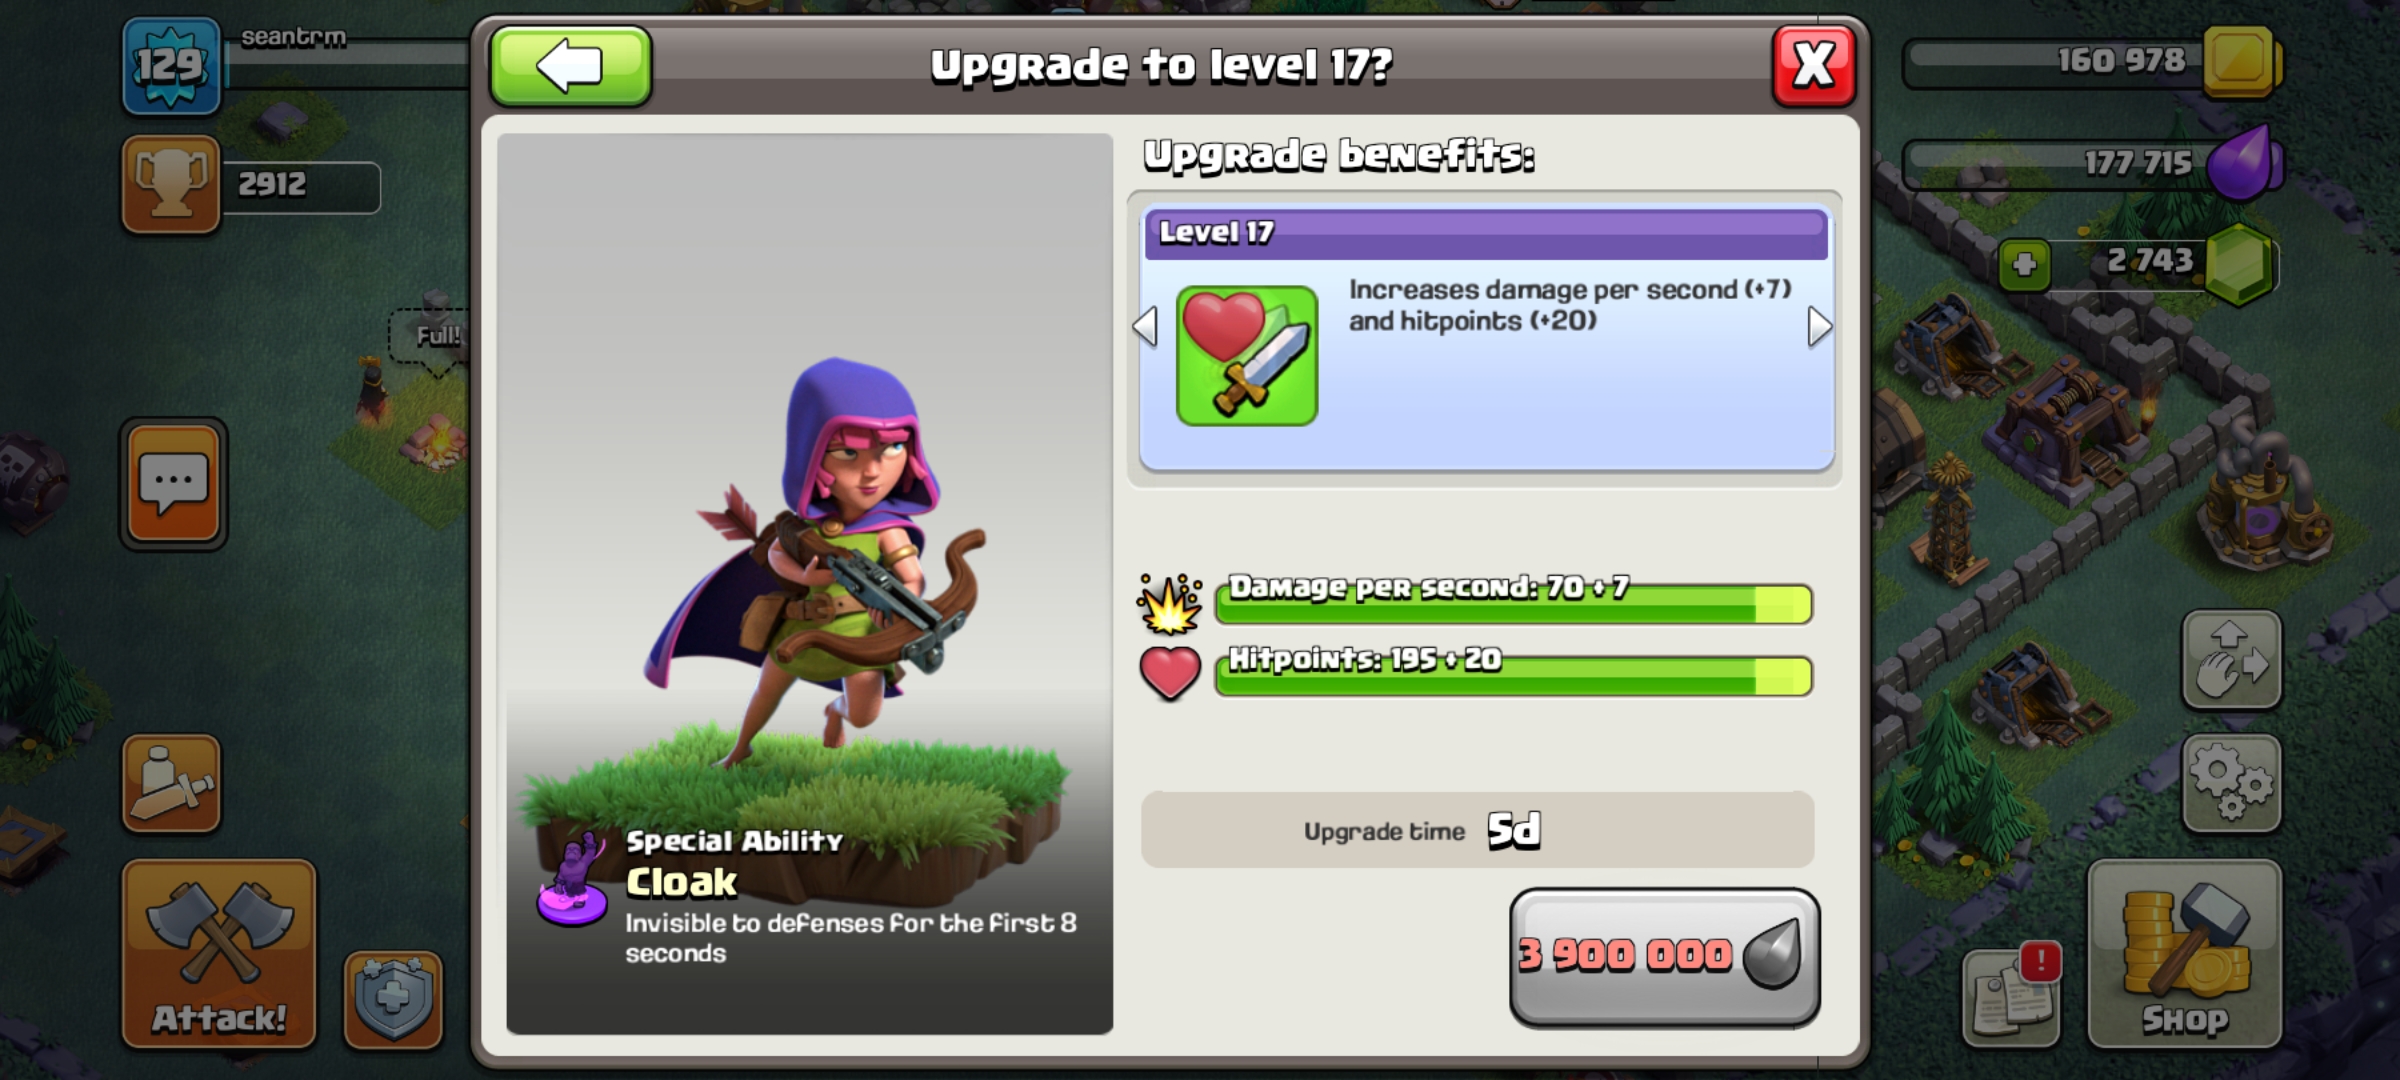 129
seantrm
2912
Full!
Attack!
Upgrade to level 17?
X
Special Ability
Cloak
Invisible to defenses for the first 8
seconds
Upgrade benefits:
Level 17
Increases damage per second (+7)
and hitpoints (+20)
Damage per second: 70 + 7
Hitpoints: 195 + 20
Upgrade time 5d
3 900 000
160 978
177 715
2 743
!
Shop